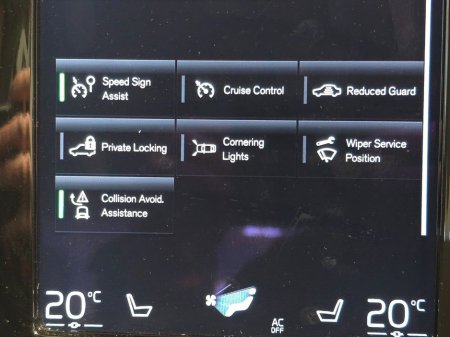 Speed Sign
Assist
Cruise Control
Reduced Guard
Private Locking
Cornering
Lights
Wiper Service
Position
Collision Avoid.
Assistance
20°C
AC
OFF
20°C